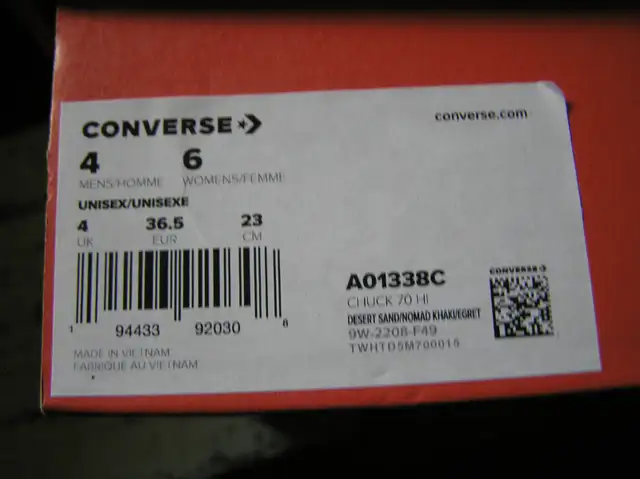 CONVERSE
converse.com
4 6
MENS/HOMME WOMENS/FEMME
UNISEX/UNISEXE
4 36.5 23
UK EUR CM
1 94433 92030 8
MADE IN VIETNAM
FABRIQUÉ AU VIETNAM
CONVERSE
A01338C
CHUCK 70 HI
DESERT SAND/NOMAD KHAKI/EGRET
9W-2208-F49
TWHTD5M700015